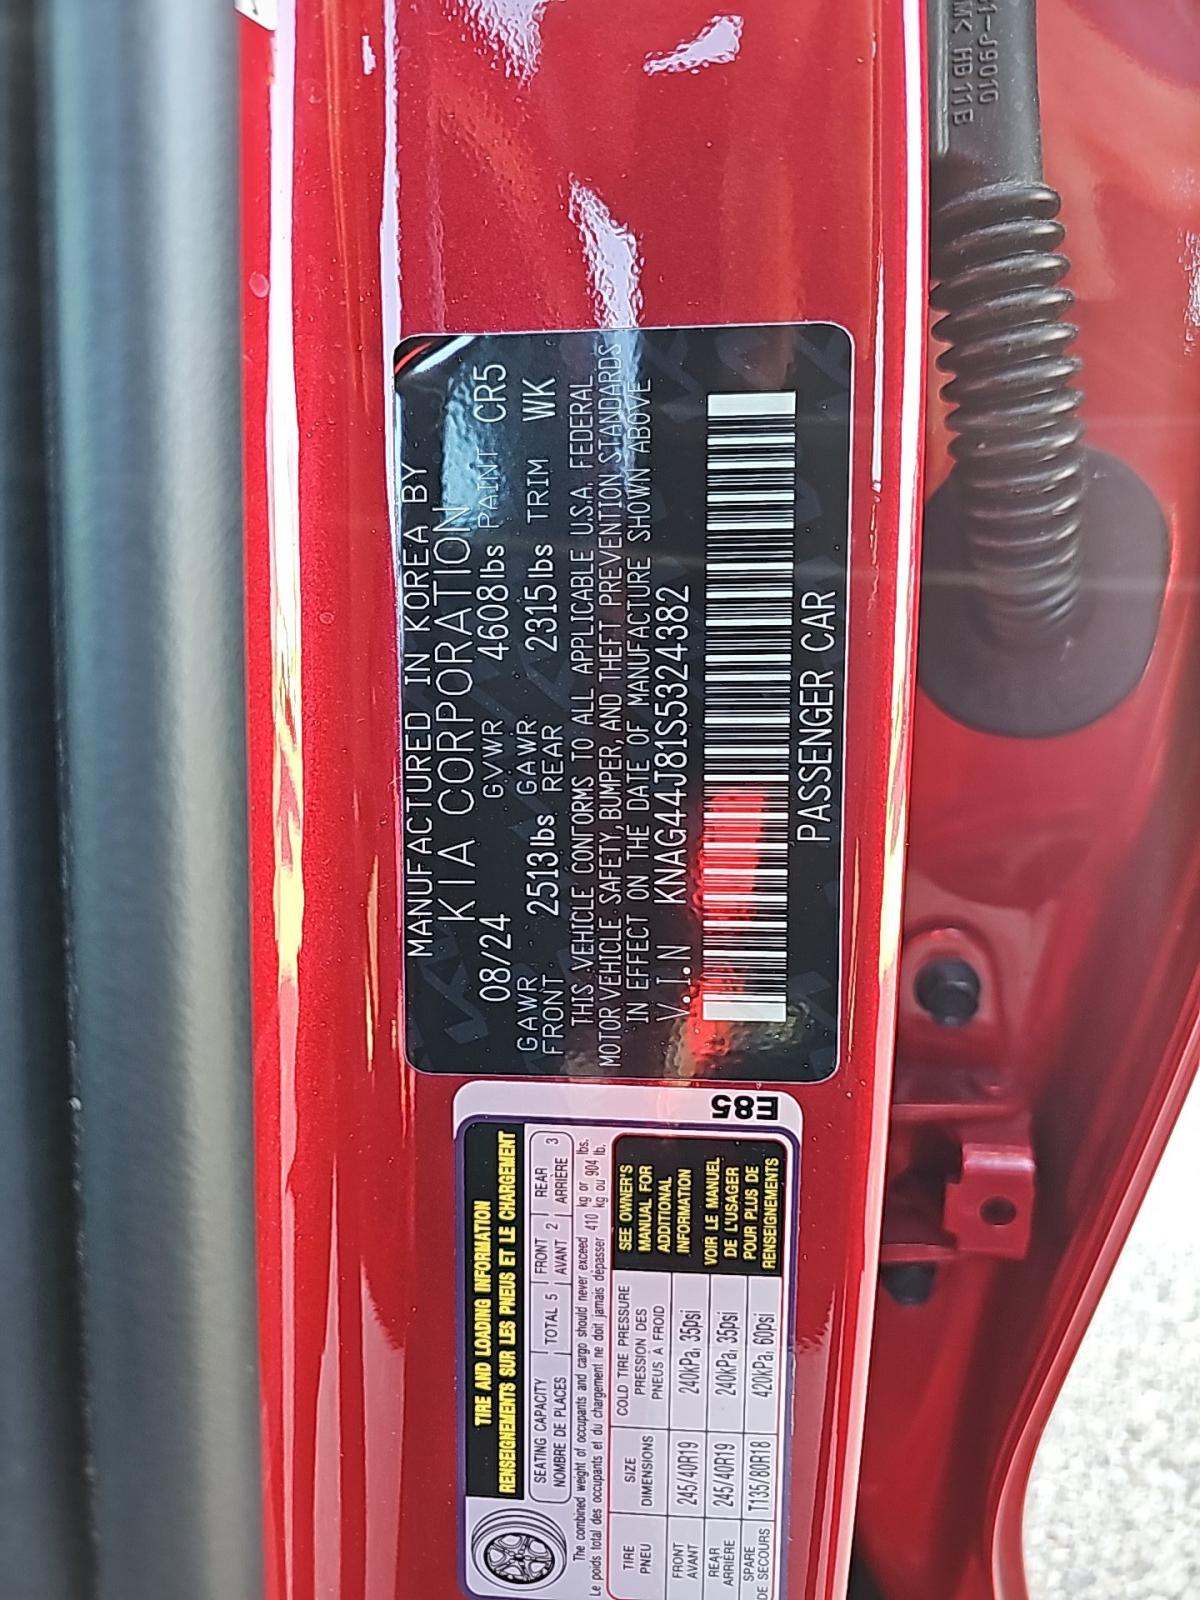 MANUFACTURED IN KOREA BY
KIA CORPORATION
08/24 GVWR 4608lbs PAINT CR5
GAWR FRONT 2513lbs GAWR REAR 2315lbs TRIM WK
THIS VEHICLE CONFORMS TO ALL APPLICABLE U.S.A. FEDERAL
MOTOR VEHICLE SAFETY, BUMPER, AND THEFT PREVENTION STANDARDS
IN EFFECT ON THE DATE OF MANUFACTURE SHOWN ABOVE
V.I.N KNAG44J81S5324382
PASSENGER CAR
E85
TIRE AND LOADING INFORMATION
RENSEIGNEMENTS SUR LES PNEUS ET LE CHARGEMENT
SEATING CAPACITY
NOMBRE DE PLACES
TOTAL 5
FRONT
AVANT 2
REAR
ARRIÈRE 3
The combined weight of occupants and cargo should never exceed 410 kg or 904 lbs.
Le poids total des occupants et du chargement ne doit jamais dépasser 410 kg ou 904 lb.
TIRE
PNEU
SIZE
DIMENSIONS
COLD TIRE PRESSURE
PRESSION DES
PNEUS À FROID
FRONT
AVANT
245/40R19
240kPa, 35psi
REAR
ARRIÈRE
245/40R19
240kPa, 35psi
SPARE
DE SECOURS
T135/80R18
420kPa, 60psi
SEE OWNER'S
MANUAL FOR
ADDITIONAL
INFORMATION
VOIR LE MANUEL
DE L'USAGER
POUR PLUS DE
RENSEIGNEMENTS
1-J9010
HB11B